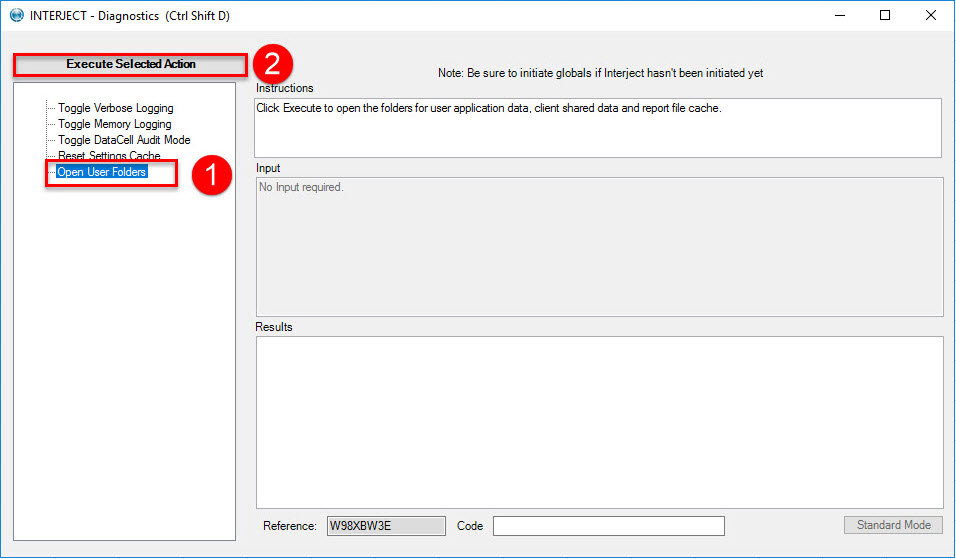 INTERJECT - Diagnostics (Ctrl Shift D)
Execute Selected Action
2
Note: Be sure to initiate globals if Interject hasn't been initiated yet
Instructions
Click Execute to open the folders for user application data, client shared data and report file cache.
Toggle Verbose Logging
Toggle Memory Logging
Toggle DataCell Audit Mode
Reset Settings Cache
Open User Folders
1
Input
No Input required.
Results
Reference:
W98XBW3E
Code
Standard Mode